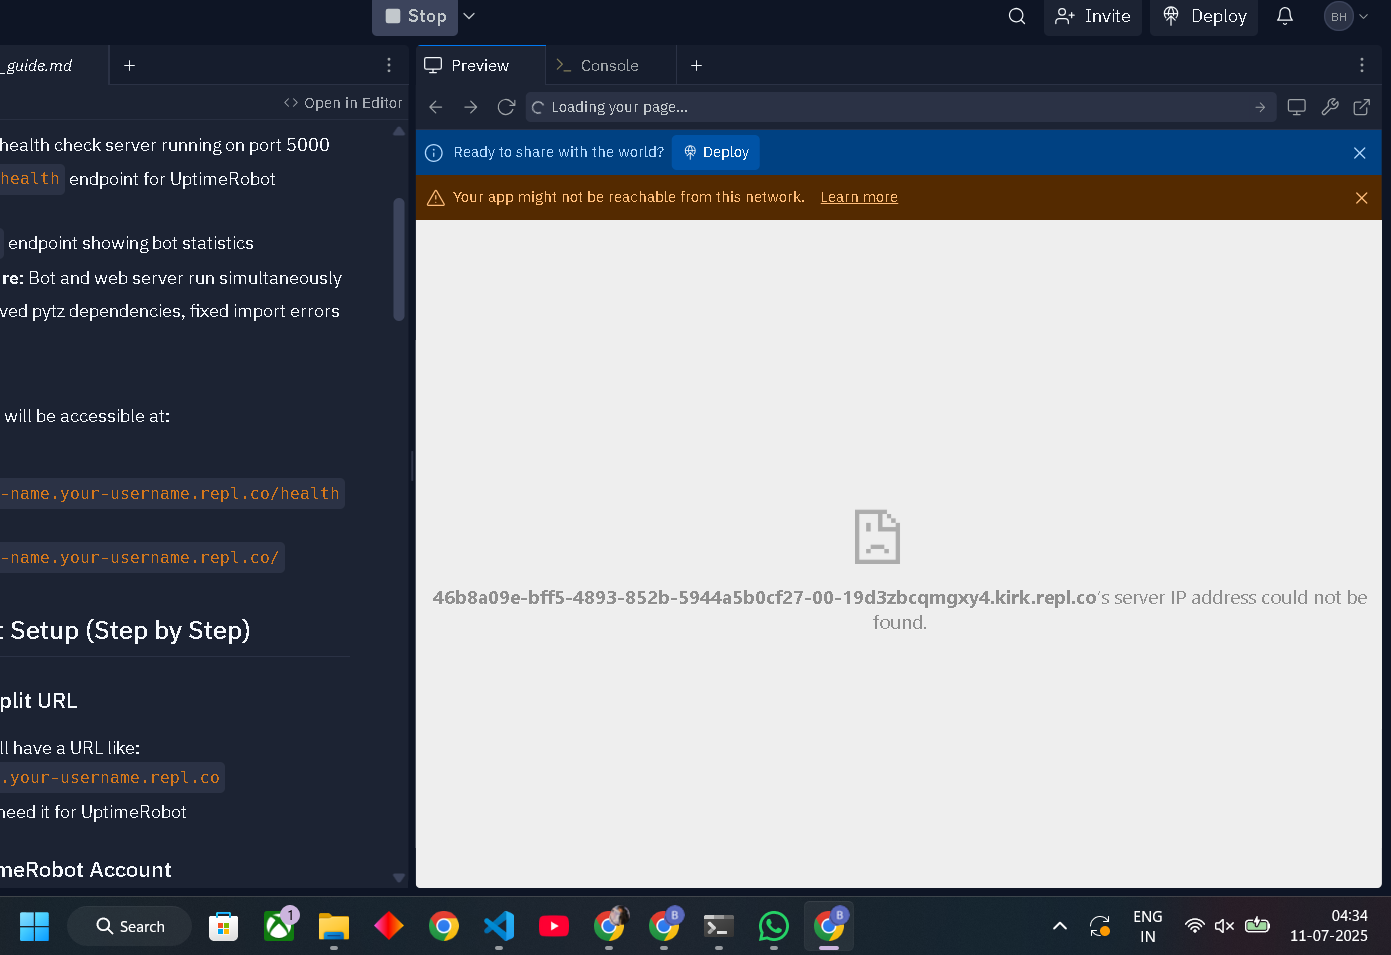 Stop
Invite
Deploy
BH
_guide.md
Preview
Console
Open in Editor
Loading your page...
health check server running on port 5000
health endpoint for UptimeRobot
endpoint showing bot statistics
re: Bot and web server run simultaneously
ved pytz dependencies, fixed import errors
will be accessible at:
-name.your-username.repl.co/health
-name.your-username.repl.co/
t Setup (Step by Step)
plit URL
ll have a URL like:
.your-username.repl.co
need it for UptimeRobot
meRobot Account
Ready to share with the world? Deploy
Your app might not be reachable from this network. Learn more
46b8a09e-bff5-4893-852b-5944a5b0cf27-00-19d3zbcqmgxy4.kirk.repl.co's server IP address could not be
found.
Search
1
B
B
ENG
IN
04:34
11-07-2025